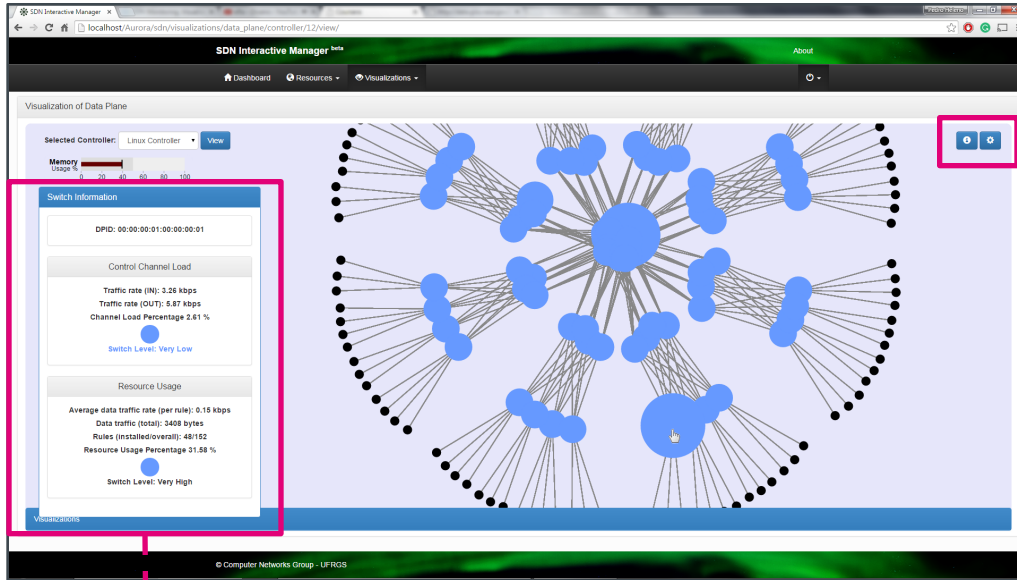 SDN Interactive Manager
localhost/Aurora/sdn/visualizations/data_plane/controller/12/view/
SDN Interactive Manager beta
About
Dashboard
Resources
Visualizations
Visualization of Data Plane
Selected Controller:
Linux Controller
View
Memory
Usage %
0 20 40 60 80 100
Switch Information
DPID: 00:00:00:01:00:00:00:01
Control Channel Load
Traffic rate (IN): 3.26 kbps
Traffic rate (OUT): 5.87 kbps
Channel Load Percentage 2.61 %
Switch Level: Very Low
Resource Usage
Average data traffic rate (per rule): 0.15 kbps
Data traffic (total): 3408 bytes
Rules (installed/overall): 48/152
Resource Usage Percentage 31.58 %
Switch Level: Very High
Visualizations
© Computer Networks Group - UFRGS